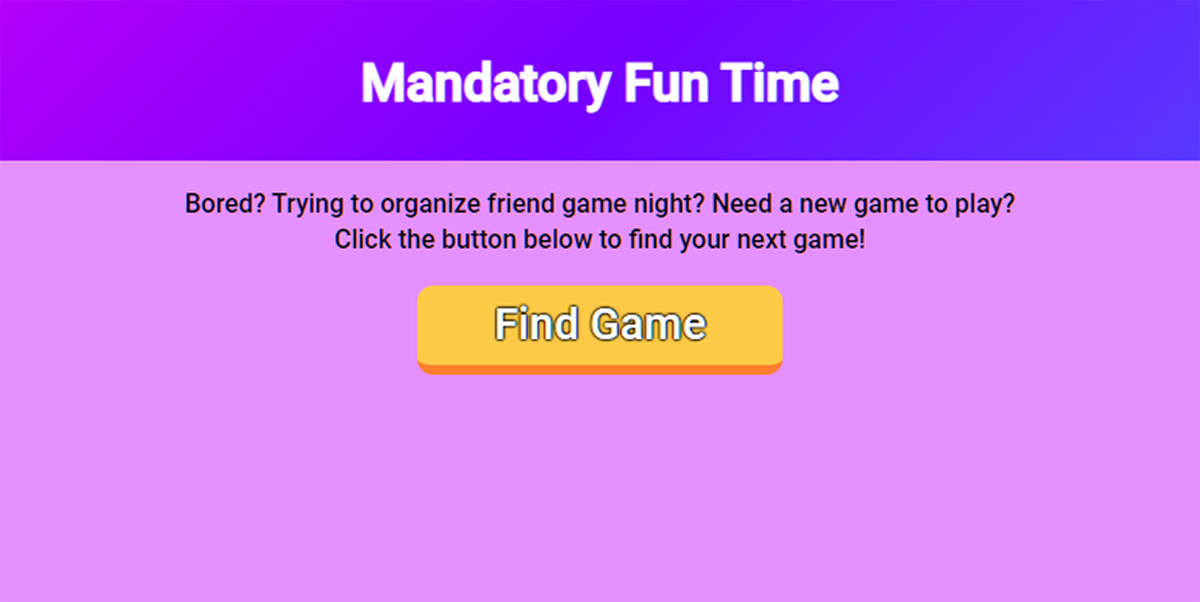 Mandatory Fun Time
Bored? Trying to organize friend game night? Need a new game to play?
Click the button below to find your next game!
Find Game